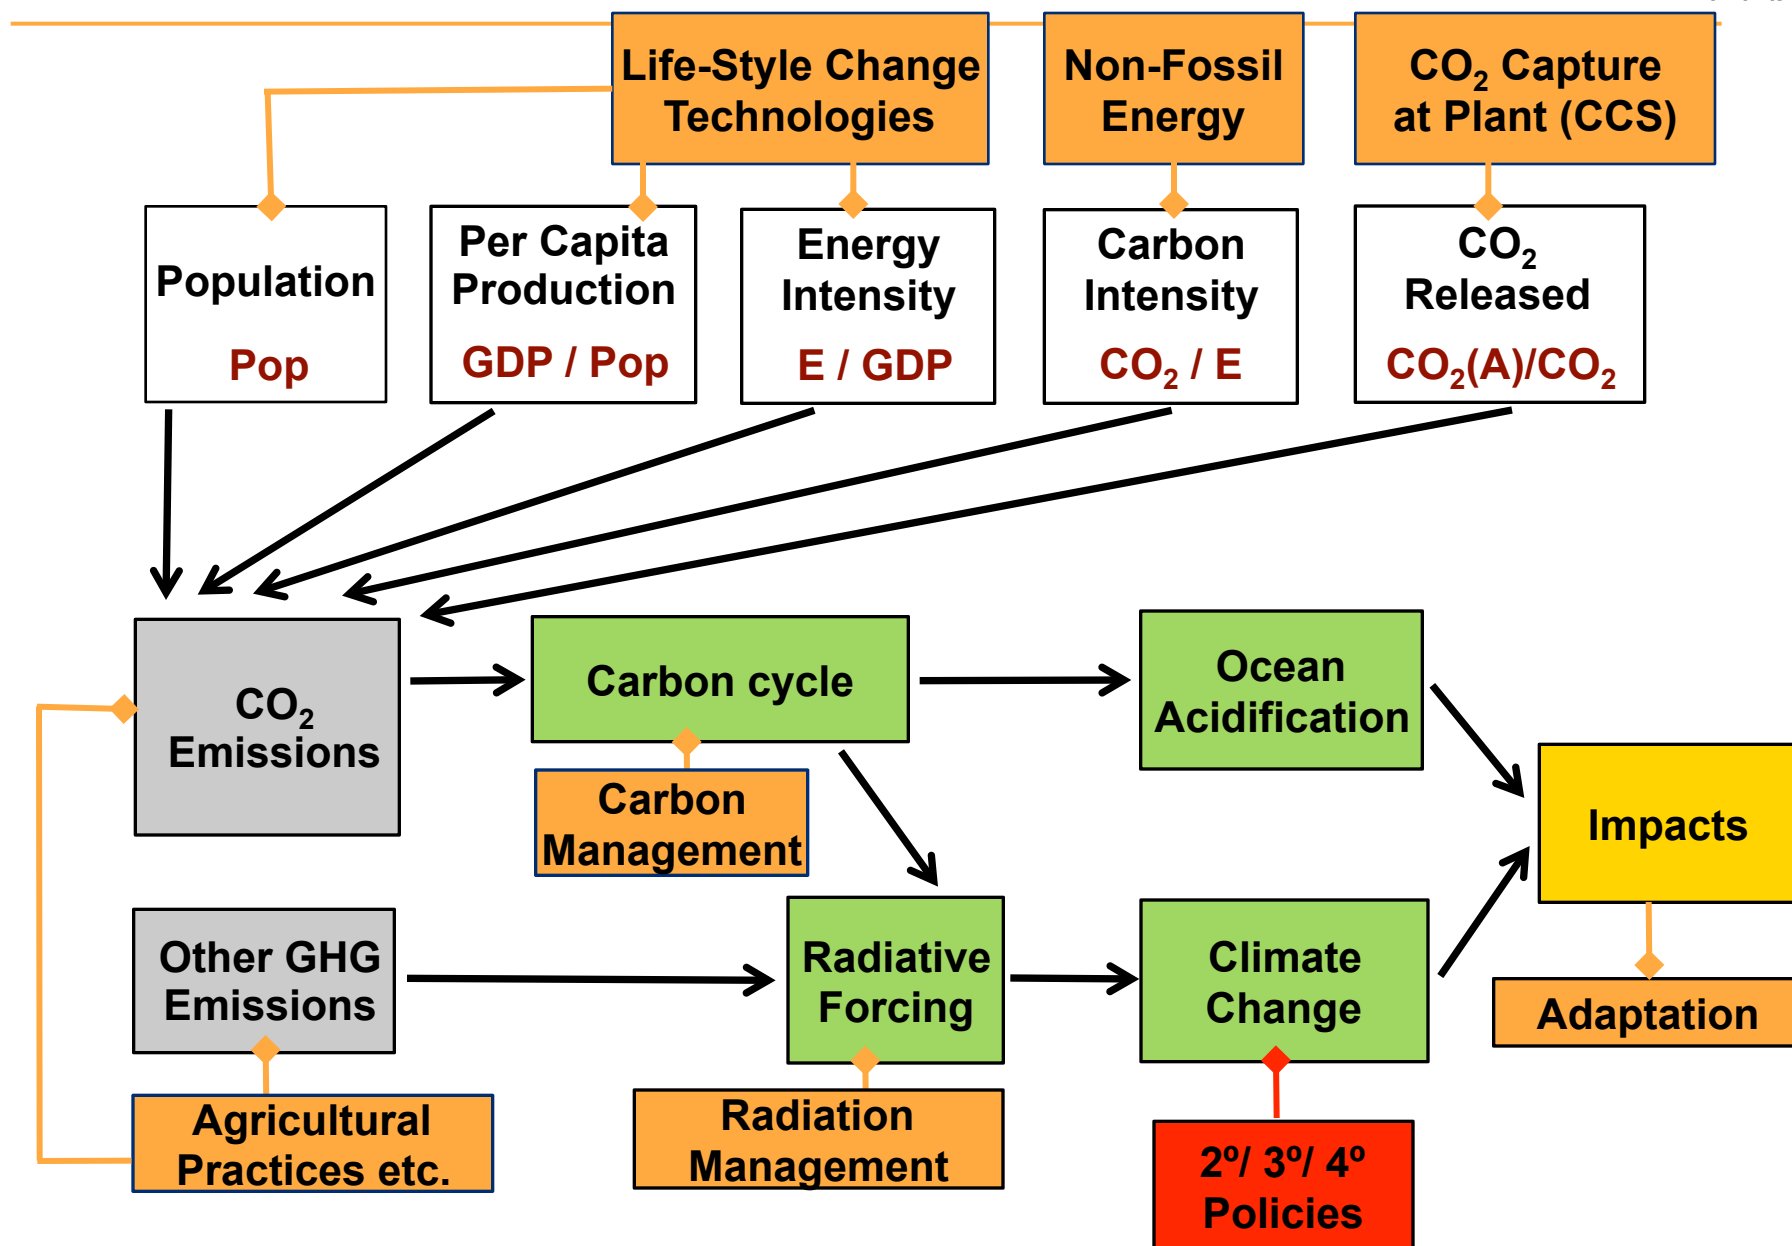 Life-Style Change
Technologies
Non-Fossil
Energy
CO₂ Capture
at Plant (CCS)
Population
Pop
Per Capita
Production
GDP / Pop
Energy
Intensity
E / GDP
Carbon
Intensity
CO₂ / E
CO₂
Released
CO₂(A)/CO₂
CO₂
Emissions
Carbon cycle
Ocean
Acidification
Carbon
Management
Impacts
Other GHG
Emissions
Radiative
Forcing
Climate
Change
Adaptation
Agricultural
Practices etc.
Radiation
Management
2º/ 3º/ 4º
Policies